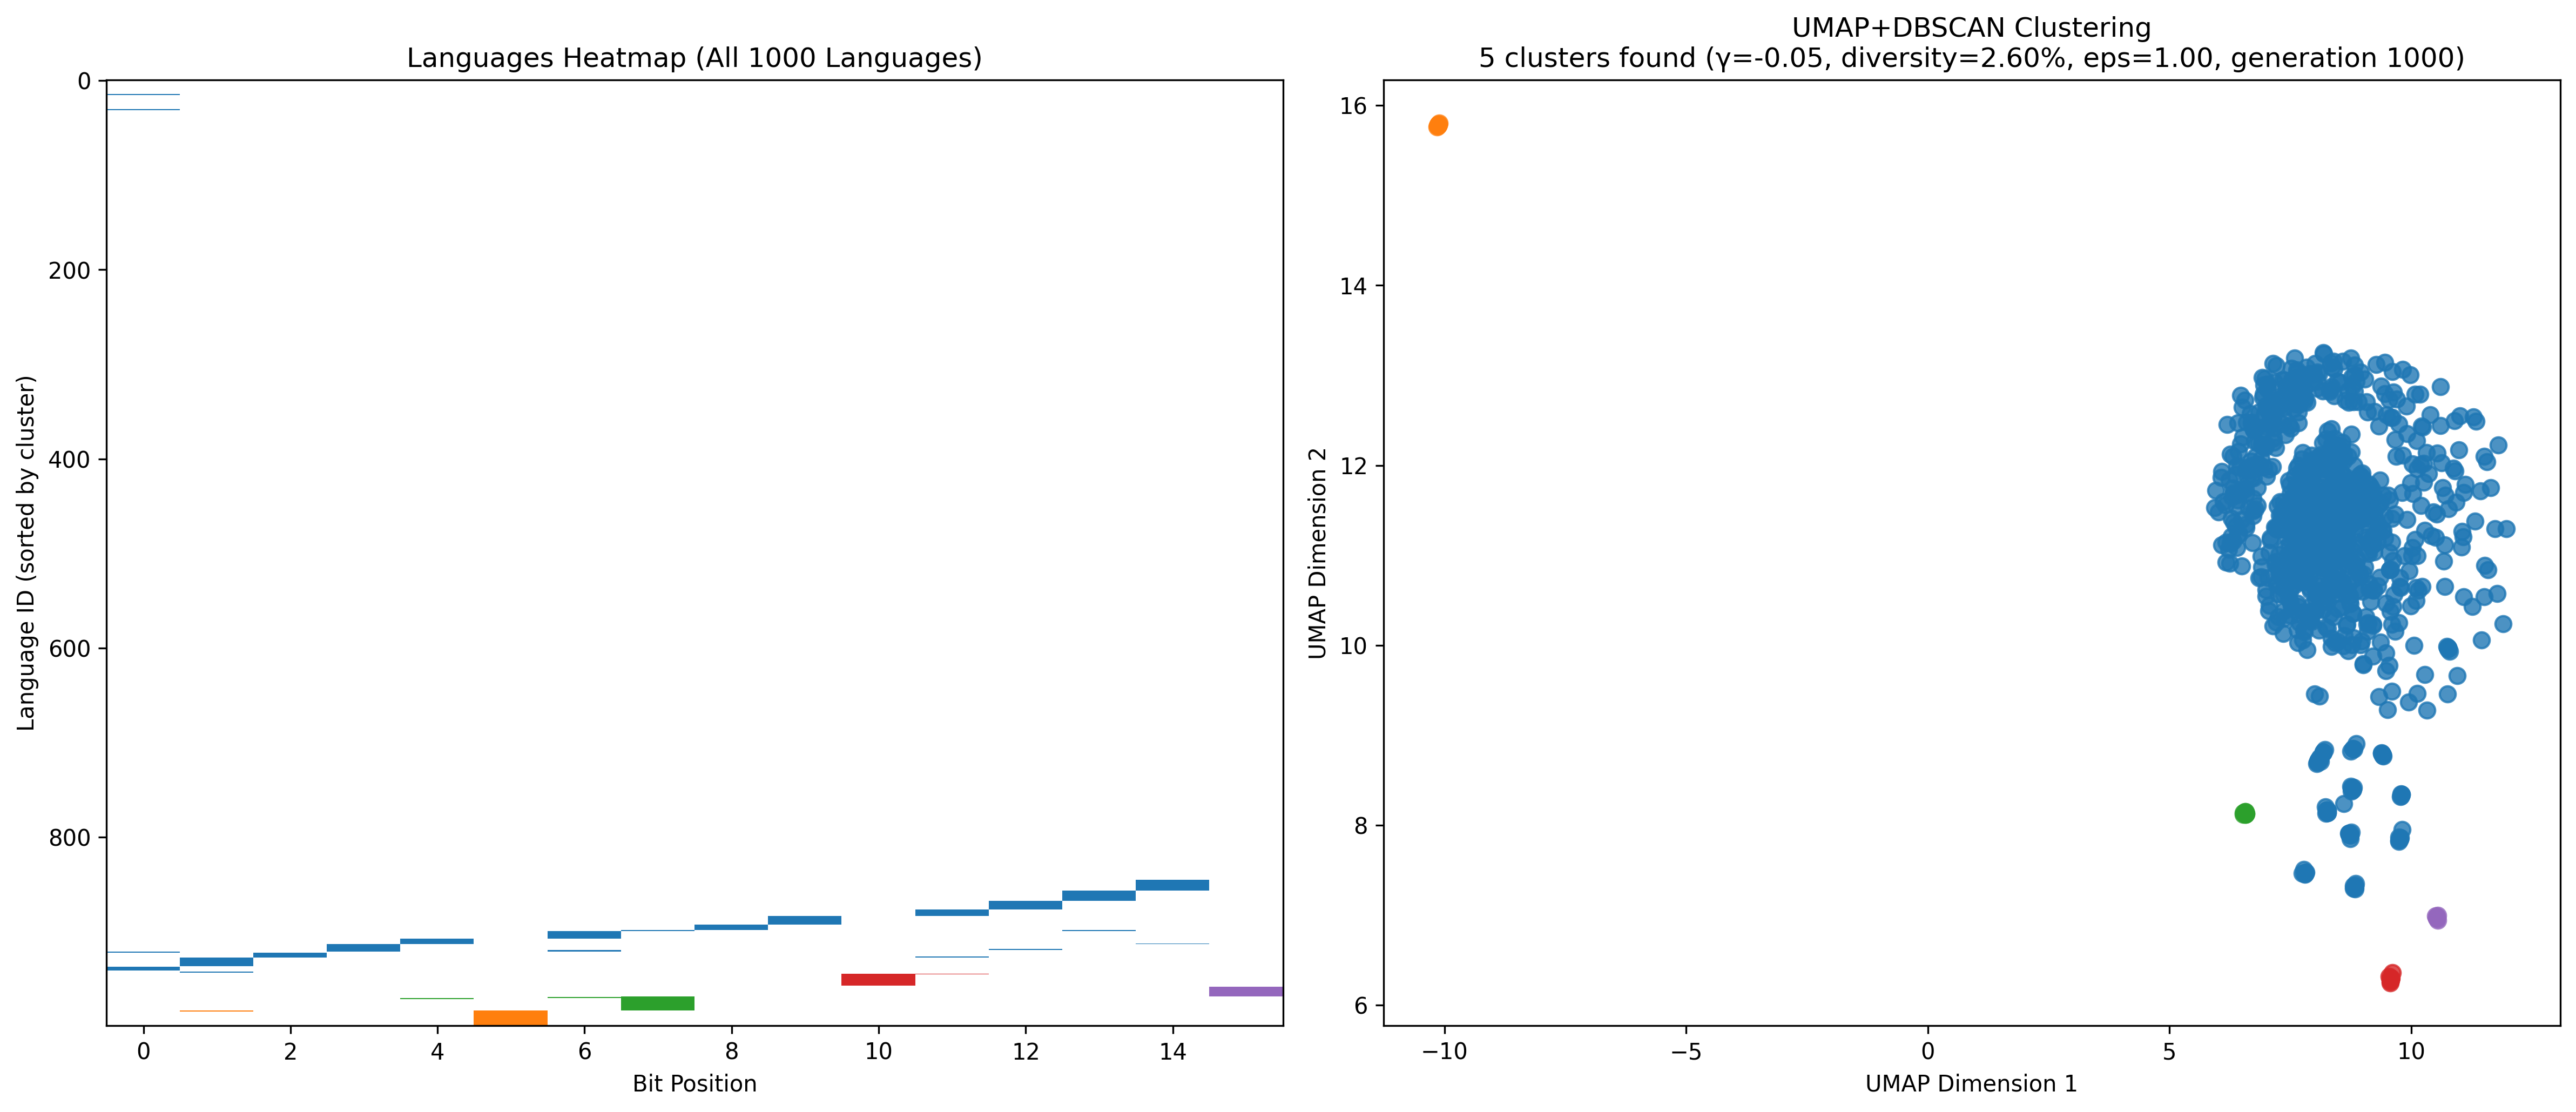 Languages Heatmap (All 1000 Languages)
0
200
400
600
800
Language ID (sorted by cluster)
0 2 4 6 8 10 12 14
Bit Position
UMAP+DBSCAN Clustering
5 clusters found (γ=-0.05, diversity=2.60%, eps=1.00, generation 1000)
16
14
12
10
8
6
UMAP Dimension 2
−10 −5 0 5 10
UMAP Dimension 1